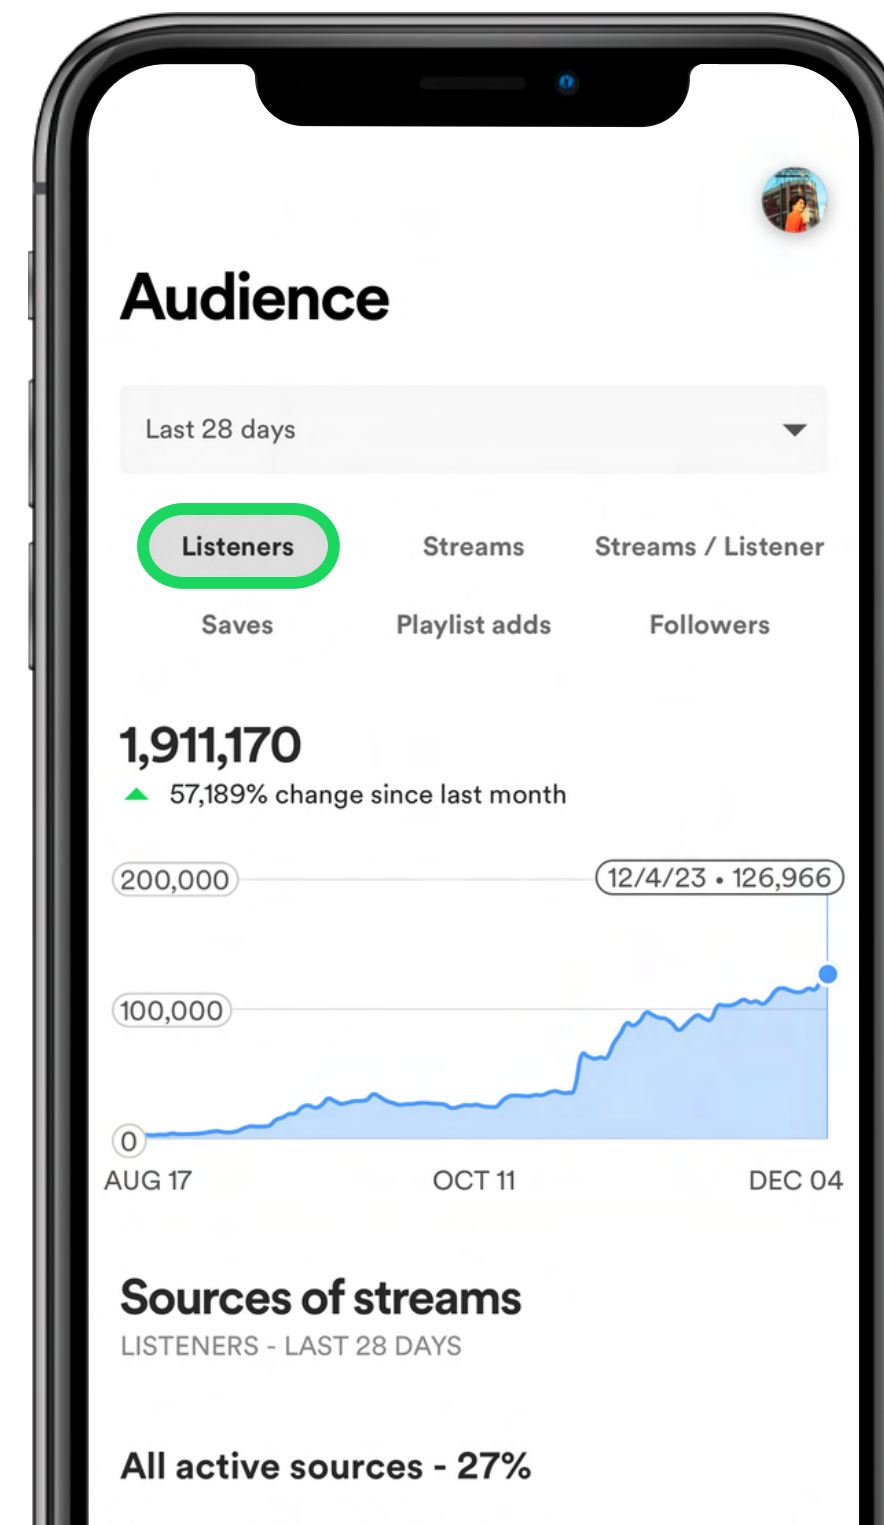 Audience
Last 28 days
Listeners Streams Streams / Listener
Saves Playlist adds Followers
1,911,170
57,189% change since last month
200,000 12/4/23 • 126,966
100,000
0
AUG 17 OCT 11 DEC 04
Sources of streams
LISTENERS - LAST 28 DAYS
All active sources - 27%